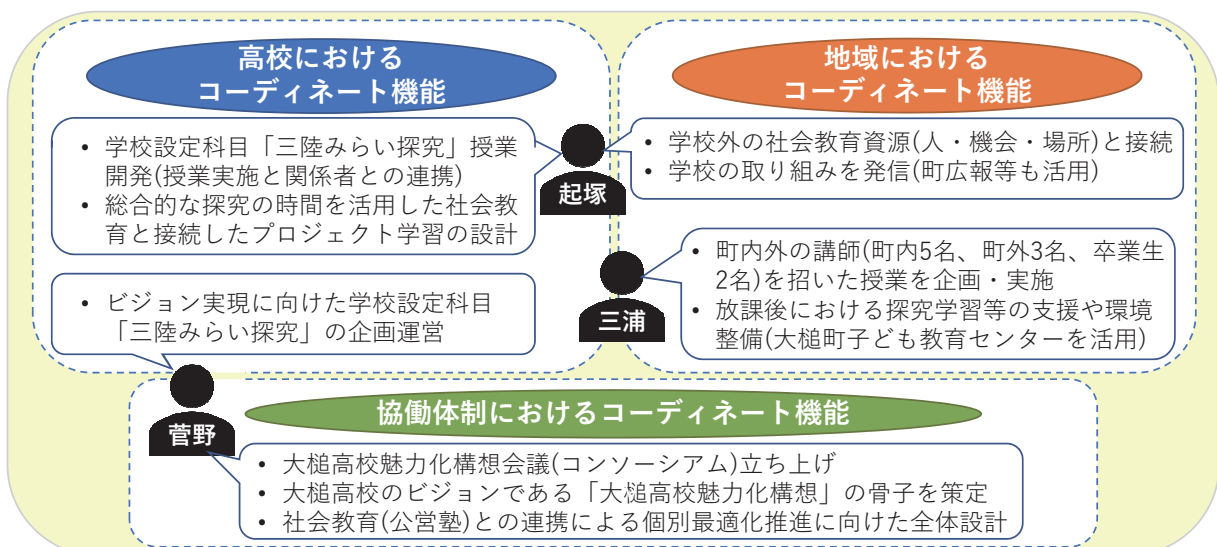 高校における
コーディネート機能
・学校設定科目「三陸みらい探究」授業
開発(授業実施と関係者との連携)
・総合的な探究の時間を活用した社会教
育と接続したプロジェクト学習の設計
・ビジョン実現に向けた学校設定科目
「三陸みらい探究」の企画運営
地域における
コーディネート機能
起塚
・学校外の社会教育資源(人・機会・場所)と接続
・学校の取り組みを発信(町広報等も活用)
三浦
・町内外の講師(町内5名、町外3名、卒業生
2名)を招いた授業を企画・実施
・放課後における探究学習等の支援や環境
整備(大槌町子ども教育センターを活用)
菅野
協働体制におけるコーディネート機能
・大槌高校魅力化構想会議(コンソーシアム)立ち上げ
・大槌高校のビジョンである「大槌高校魅力化構想」の骨子を策定
・社会教育(公営塾)との連携による個別最適化推進に向けた全体設計